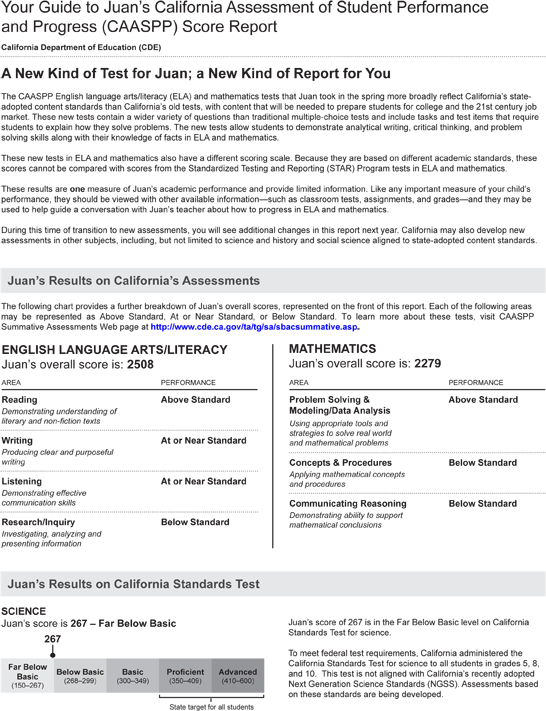 Your Guide to Juan's California Assessment of Student Performance
and Progress (CAASPP) Score Report
California Department of Education (CDE)
A New Kind of Test for Juan; a New Kind of Report for You
The CAASPP English language arts/literacy (ELA) and mathematics tests that Juan took in the spring more broadly reflect California's state-
adopted content standards than California's old tests, with content that will be needed to prepare students for college and the 21st century job
market. These new tests contain a wider variety of questions than traditional multiple-choice tests and include tasks and test items that require
students to explain how they solve problems. The new tests allow students to demonstrate analytical writing, critical thinking, and problem
solving skills along with their knowledge of facts in ELA and mathematics.
These new tests in ELA and mathematics also have a different scoring scale. Because they are based on different academic standards, these
scores cannot be compared with scores from the Standardized Testing and Reporting (STAR) Program tests in ELA and mathematics.
These results are one measure of Juan's academic performance and provide limited information. Like any important measure of your child's
performance, they should be viewed with other available information—such as classroom tests, assignments, and grades—and they may be
used to help guide a conversation with Juan's teacher about how to progress in ELA and mathematics.
During this time of transition to new assessments, you will see additional changes in this report next year. California may also develop new
assessments in other subjects, including, but not limited to science and history and social science aligned to state-adopted content standards.
Juan's Results on California's Assessments
The following chart provides a further breakdown of Juan's overall scores, represented on the front of this report. Each of the following areas
may be represented as Above Standard, At or Near Standard, or Below Standard. To learn more about these tests, visit CAASPP
Summative Assessments Web page at http://www.cde.ca.gov/ta/tg/sa/sbacsummative.asp.
ENGLISH LANGUAGE ARTS/LITERACY
Juan's overall score is: 2508
AREA PERFORMANCE
Reading Above Standard
Demonstrating understanding of
literary and non-fiction texts
Writing At or Near Standard
Producing clear and purposeful
writing
Listening At or Near Standard
Demonstrating effective
communication skills
Research/Inquiry Below Standard
Investigating, analyzing and
presenting information
MATHEMATICS
Juan's overall score is: 2279
AREA PERFORMANCE
Problem Solving & Above Standard
Modeling/Data Analysis
Using appropriate tools and
strategies to solve real world
and mathematical problems
Concepts & Procedures Below Standard
Applying mathematical concepts
and procedures
Communicating Reasoning Below Standard
Demonstrating ability to support
mathematical conclusions
Juan's Results on California Standards Test
SCIENCE
Juan's score is 267 – Far Below Basic
267
Far Below
Basic
(150–267)
Below Basic
(268–299)
Basic
(300–349)
Proficient
(350–409)
Advanced
(410–600)
State target for all students
Juan's score of 267 is in the Far Below Basic level on California
Standards Test for science.
To meet federal test requirements, California administered the
California Standards Test for science to all students in grades 5, 8,
and 10. This test is not aligned with California's recently adopted
Next Generation Science Standards (NGSS). Assessments based
on these standards are being developed.